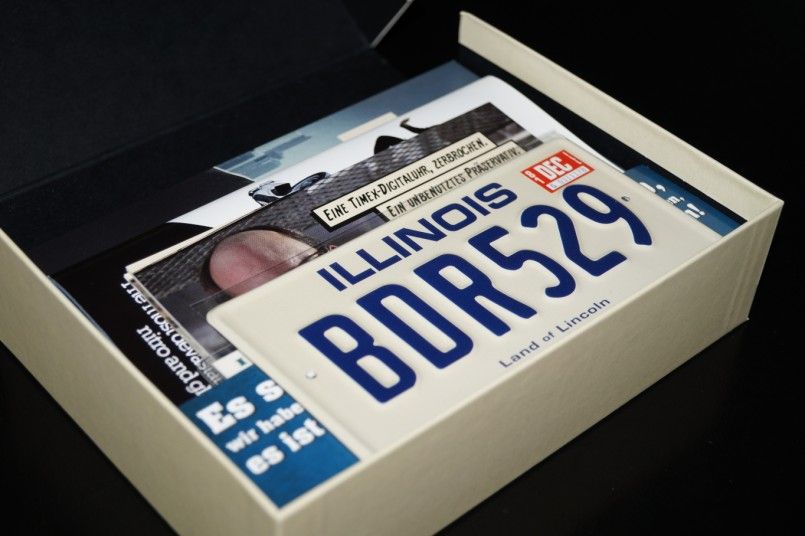 EINE TIMEX-DIGITALUHR, ZERBROCHEN.
EIN UNBENUTZTES PRÄSERVATIV.
DEC
ILLINOIS
BDR529
Land of Lincoln
The most devas
nitro and g
Es s
wir habe
es ist